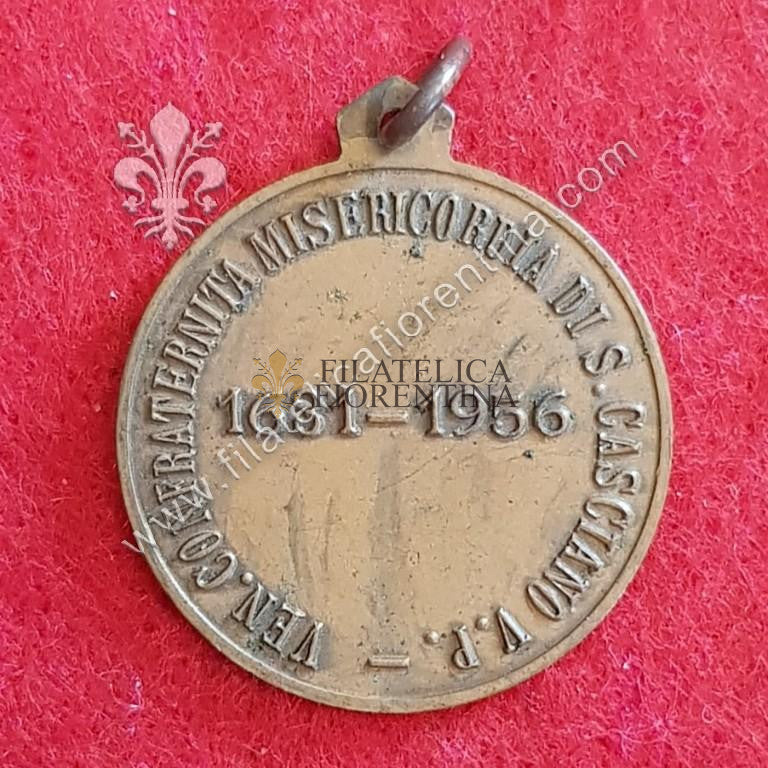 VEN. CONFRATERNITA MISERICORDIA DI S. CASCIANO V.P.
1631-1956
FILATELICA
FIORENTINA
www.filatelicafiorentina.com